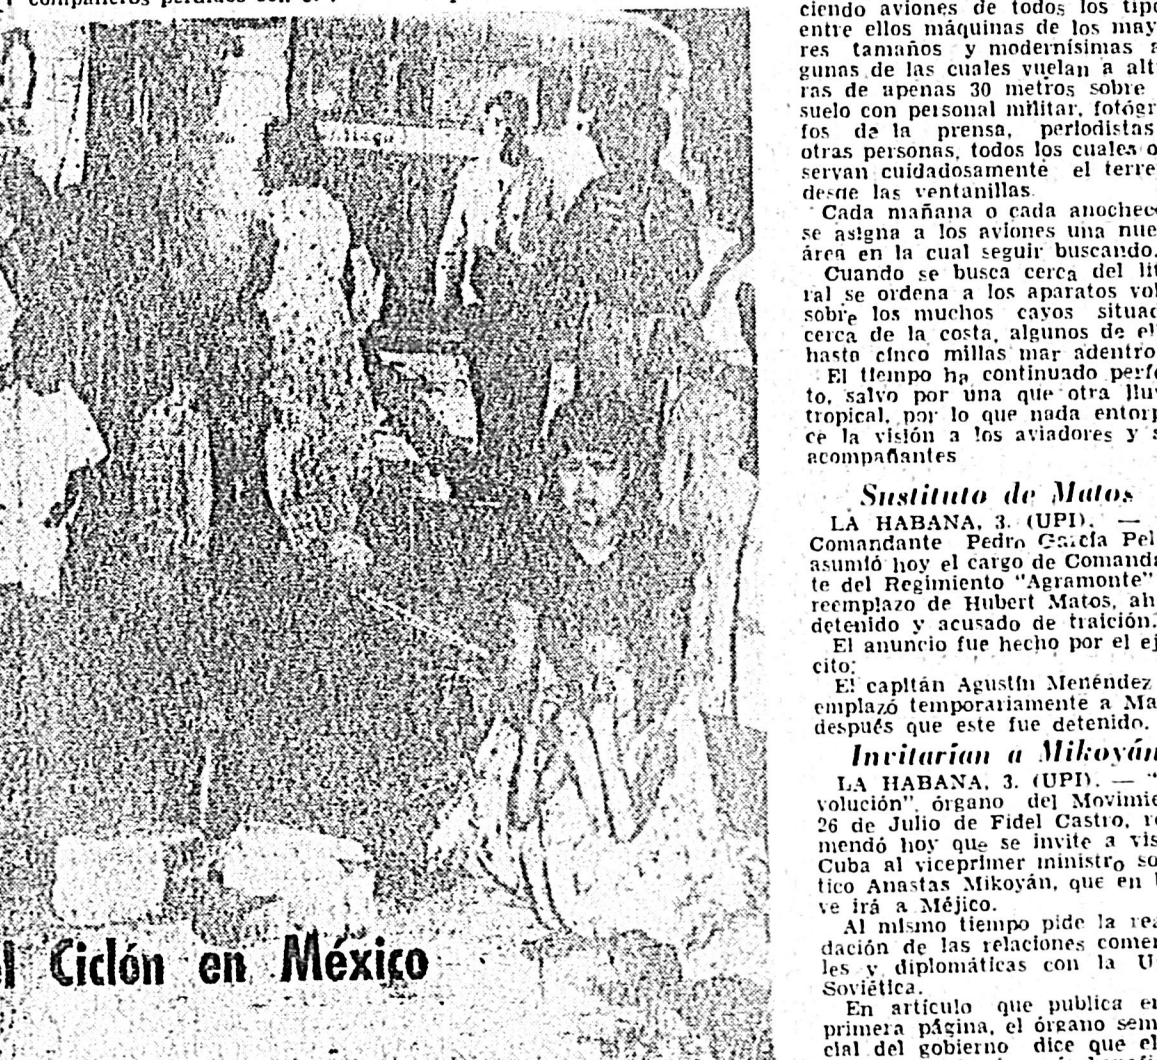 compañeros perdidos
el Ciclón en México
ciendo aviones de todos los tipo
entre ellos máquinas de los may
res tamaños y modernísimas a
gunas de las cuales vuelan a alt
ras de apenas 30 metros sobre
suelo con personal militar, fotógr
fos de la prensa, periodistas
otras personas, todos los cuales o
servan cuidadosamente el terre
desde las ventanillas.
Cada mañana o cada anochec
se asigna a los aviones una nue
área en la cual seguir buscando.
Cuando se busca cerca del lit
ral se ordena a los aparatos vol
sobre los muchos cayos situad
cerca de la costa, algunos de el
hasta cinco millas mar adentro
El tiempo ha continuado perfe
to, salvo por una que otra lluv
tropical, por lo que nada entorp
ce la visión a los aviadores y s
acompañantes
Sustituto de Matos
LA HABANA, 3. (UPI). —
Comandante Pedro García Pel
asumió hoy el cargo de Comanda
te del Regimiento "Agramonte"
reemplazo de Hubert Matos, ah
detenido y acusado de traición.
El anuncio fue hecho por el ej
cito:
El capitán Agustín Menéndez
emplazó temporariamente a Ma
después que este fue detenido.
Invitarían a Mikoyán
LA HABANA, 3. (UPI). — "
volución", órgano del Movimie
26 de Julio de Fidel Castro, r
mendó hoy que se invite a vis
Cuba al viceprimer ministro so
tico Anastas Mikoyán, que en b
ve irá a Méjico.
Al mismo tiempo pide la rea
dación de las relaciones comer
les y diplomáticas con la U
Soviética.
En artículo que publica en
primera página, el órgano sem
cial del gobierno dice que el